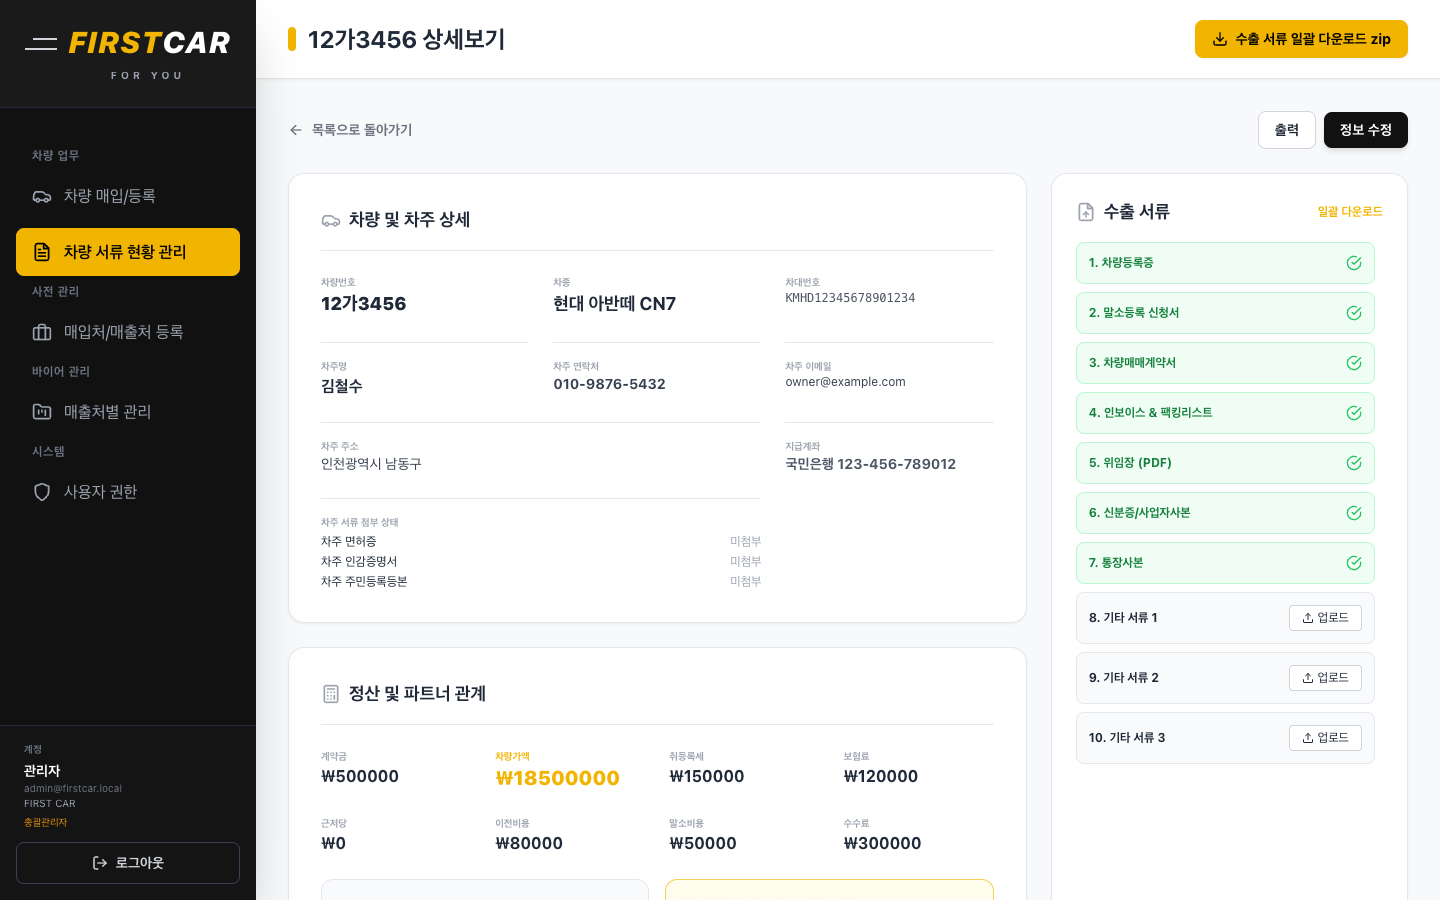 FIRSTCAR
FOR YOU
차량 업무
차량 매입/등록
차량 서류 현황 관리
사전 관리
매입처/매출처 등록
바이어 관리
매출처별 관리
시스템
사용자 권한
계정
관리자
admin@firstcar.local
FIRST CAR
총괄관리자
로그아웃
12가3456 상세보기
수출 서류 일괄 다운로드 zip
목록으로 돌아가기
출력
정보 수정
차량 및 차주 상세
차량번호
12가3456
차종
현대 아반떼 CN7
차대번호
KMHD12345678901234
차주명
김철수
차주 연락처
010-9876-5432
차주 이메일
owner@example.com
차주 주소
인천광역시 남동구
지급계좌
국민은행 123-456-789012
차주 서류 첨부 상태
차주 면허증 미첨부
차주 인감증명서 미첨부
차주 주민등록등본 미첨부
정산 및 파트너 관계
계약금
₩500000
차량가액
₩18500000
취등록세
₩150000
보험료
₩120000
근저당
₩0
이전비용
₩80000
말소비용
₩50000
수수료
₩300000
수출 서류
일괄 다운로드
1. 차량등록증
2. 말소등록 신청서
3. 차량매매계약서
4. 인보이스 & 팩킹리스트
5. 위임장 (PDF)
6. 신분증/사업자사본
7. 통장사본
8. 기타 서류 1 업로드
9. 기타 서류 2 업로드
10. 기타 서류 3 업로드